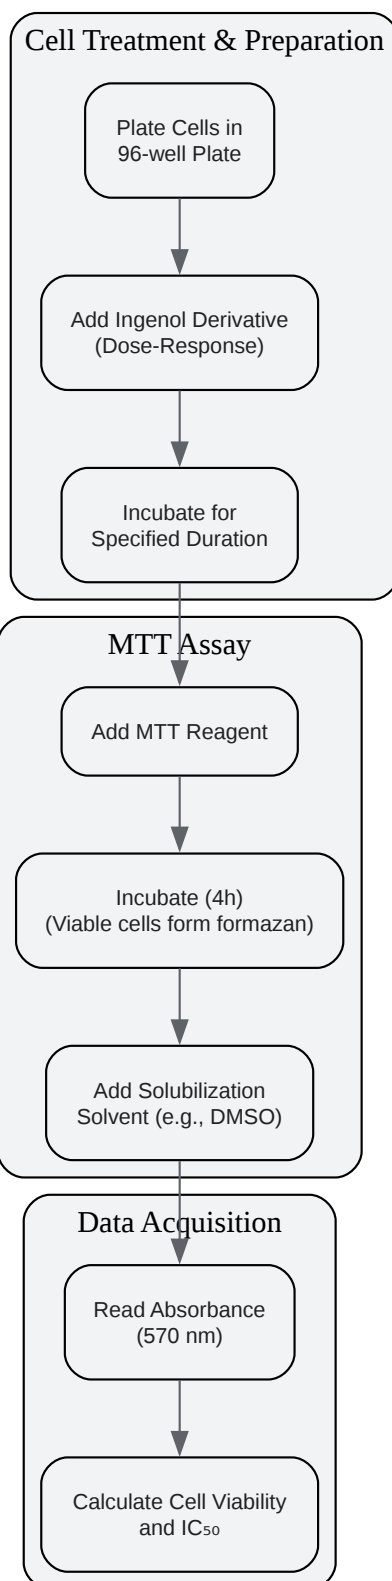 Cell Treatment & Preparation
Plate Cells in
96-well Plate
Add Ingenol Derivative
(Dose-Response)
Incubate for
Specified Duration
MTT Assay
Add MTT Reagent
Incubate (4h)
(Viable cells form formazan)
Add Solubilization
Solvent (e.g., DMSO)
Data Acquisition
Read Absorbance
(570 nm)
Calculate Cell Viability
and IC₅₀